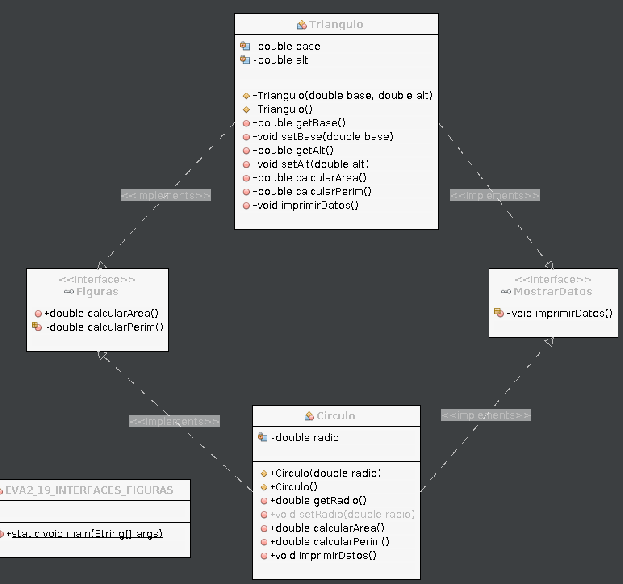 Triangulo
-double base
-double alt
+Triangulo(double base, double alt)
Triangulo()
+double getBase()
+void setBase(double base)
+double getAlt()
void setAlt(double alt)
+double calcularArea()
+double calcularPerim()
+void imprimirDatos()
<<implements>>
<<implements>>
<<interface>>
Figuras
+double calcularArea()
+double calcularPerim()
<<interface>>
MostrarDatos
+void imprimirDatos()
<<implements>>
<<implements>>
Circulo
-double radio
+Circulo(double radio)
+Circulo()
+double getRadio()
+void setRadio(double radio)
+double calcularArea()
+double calcularPerim()
+void imprimirDatos()
EVA2_19_INTERFACES_FIGURAS
+static void main(String[] args)